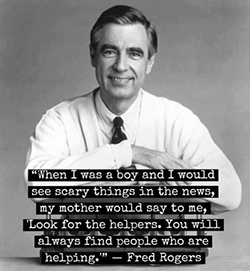 “When I was a boy and I would
see scary things in the news,
my mother would say to me,
'Look for the helpers. You will
always find people who are
helping.'” — Fred Rogers